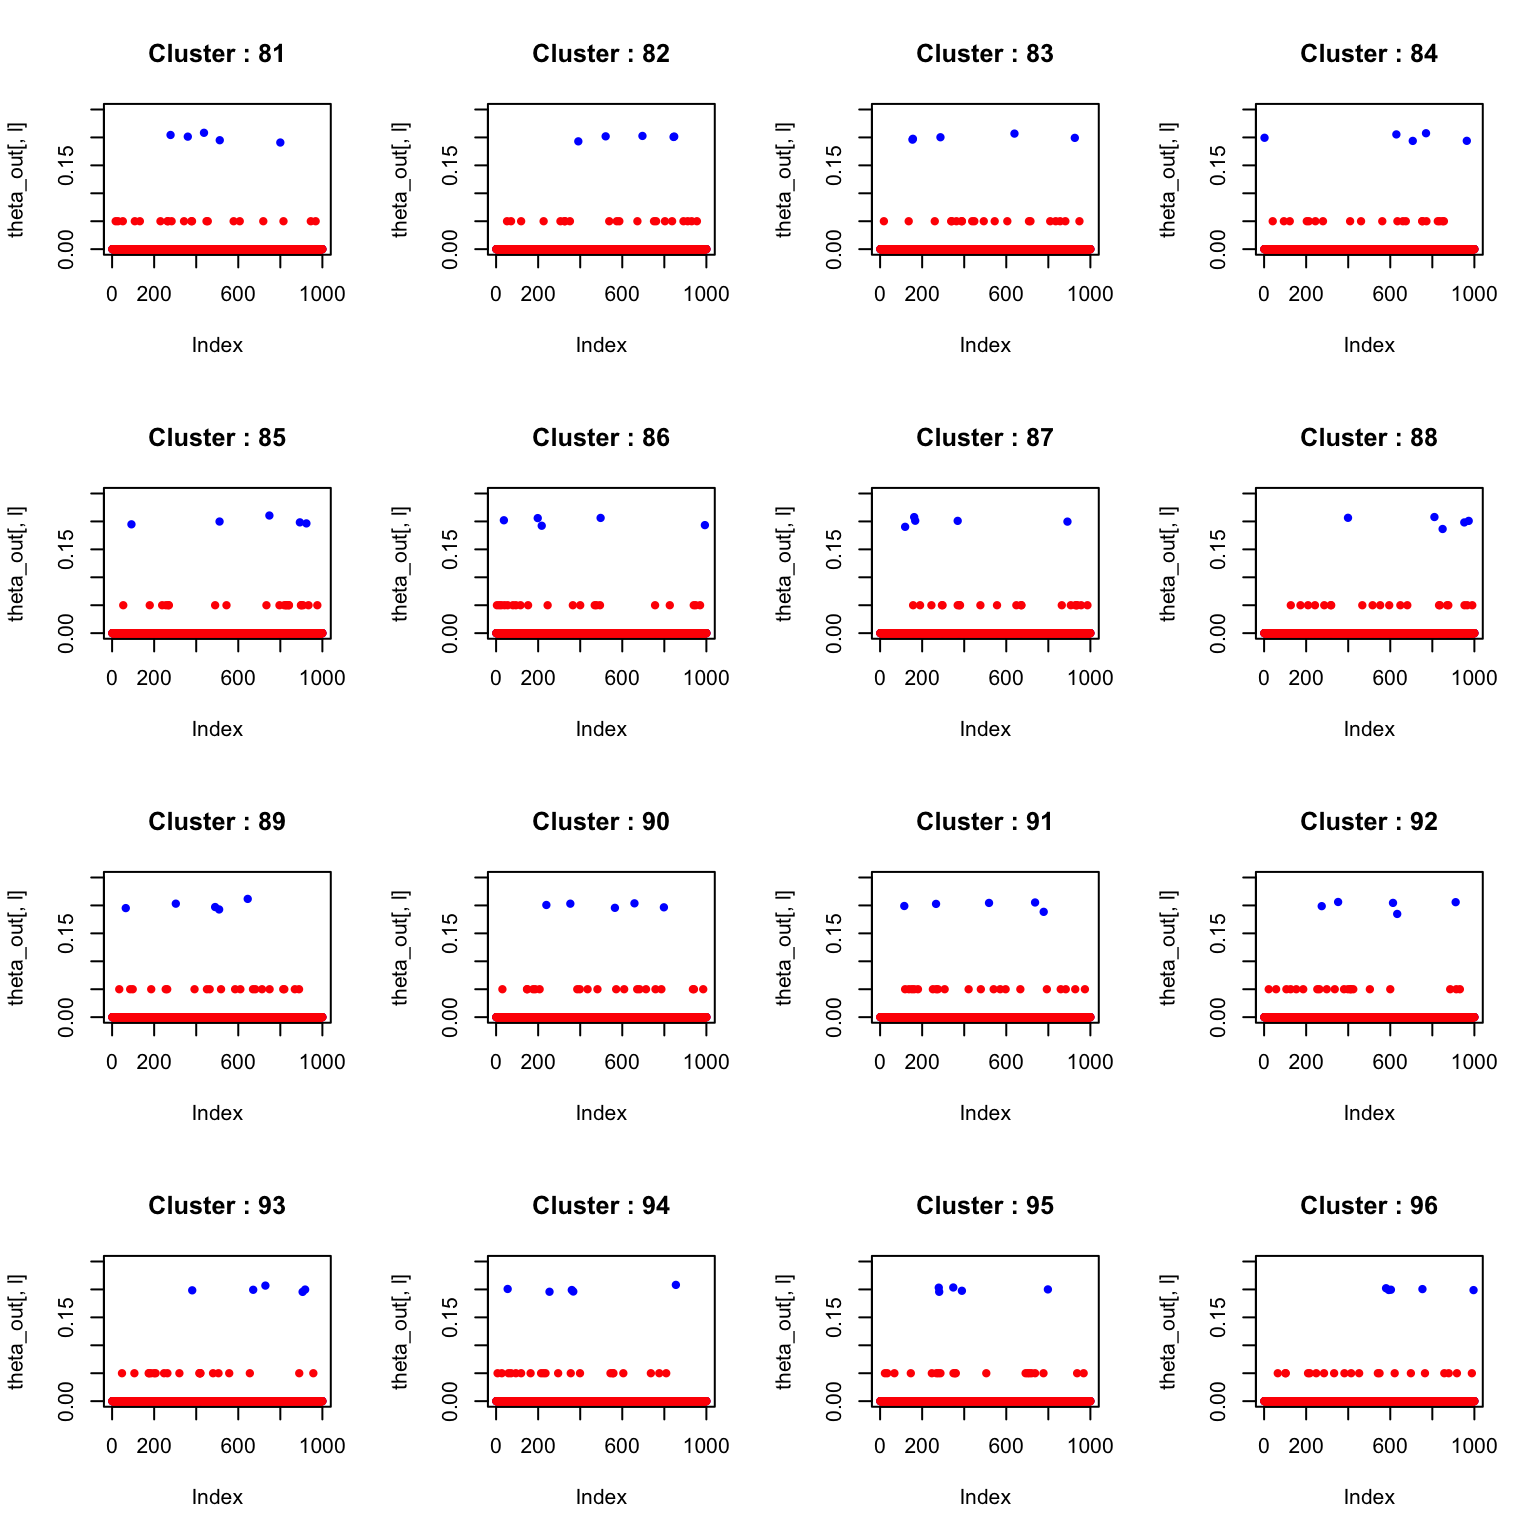 Cluster : 81
theta_out[, l]
0.00 0.15
0 200 600 1000
Index
Cluster : 82
theta_out[, l]
0.00 0.15
0 200 600 1000
Index
Cluster : 83
theta_out[, l]
0.00 0.15
0 200 600 1000
Index
Cluster : 84
theta_out[, l]
0.00 0.15
0 200 600 1000
Index
Cluster : 85
theta_out[, l]
0.00 0.15
0 200 600 1000
Index
Cluster : 86
theta_out[, l]
0.00 0.15
0 200 600 1000
Index
Cluster : 87
theta_out[, l]
0.00 0.15
0 200 600 1000
Index
Cluster : 88
theta_out[, l]
0.00 0.15
0 200 600 1000
Index
Cluster : 89
theta_out[, l]
0.00 0.15
0 200 600 1000
Index
Cluster : 90
theta_out[, l]
0.00 0.15
0 200 600 1000
Index
Cluster : 91
theta_out[, l]
0.00 0.15
0 200 600 1000
Index
Cluster : 92
theta_out[, l]
0.00 0.15
0 200 600 1000
Index
Cluster : 93
theta_out[, l]
0.00 0.15
0 200 600 1000
Index
Cluster : 94
theta_out[, l]
0.00 0.15
0 200 600 1000
Index
Cluster : 95
theta_out[, l]
0.00 0.15
0 200 600 1000
Index
Cluster : 96
theta_out[, l]
0.00 0.15
0 200 600 1000
Index